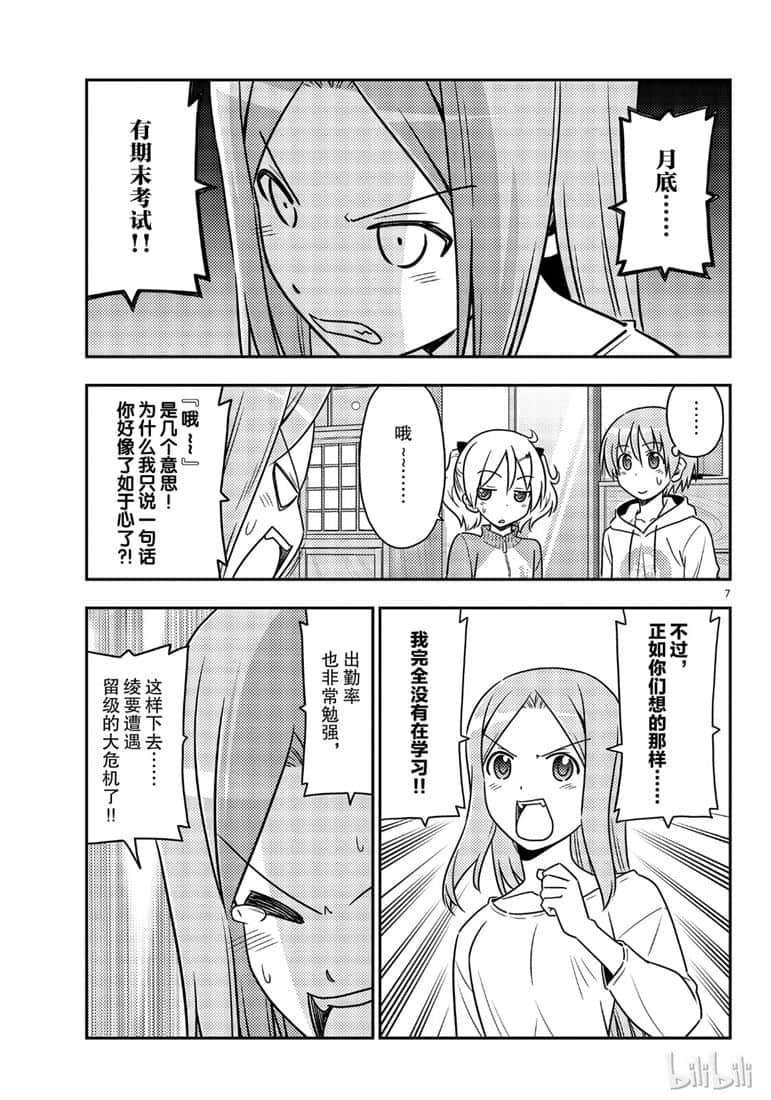 月底……
有期末考试!!
……
哦~~……
『哦~~』
是几个意思！
为什么我只说一句话
你好像了如于心了?!
7
不过，
正如你们想的那样……
我完全没有在学习!!
出勤率
也非常勉强，
这样下去……
绫要遭遇
留级的大危机了!!
bilibili